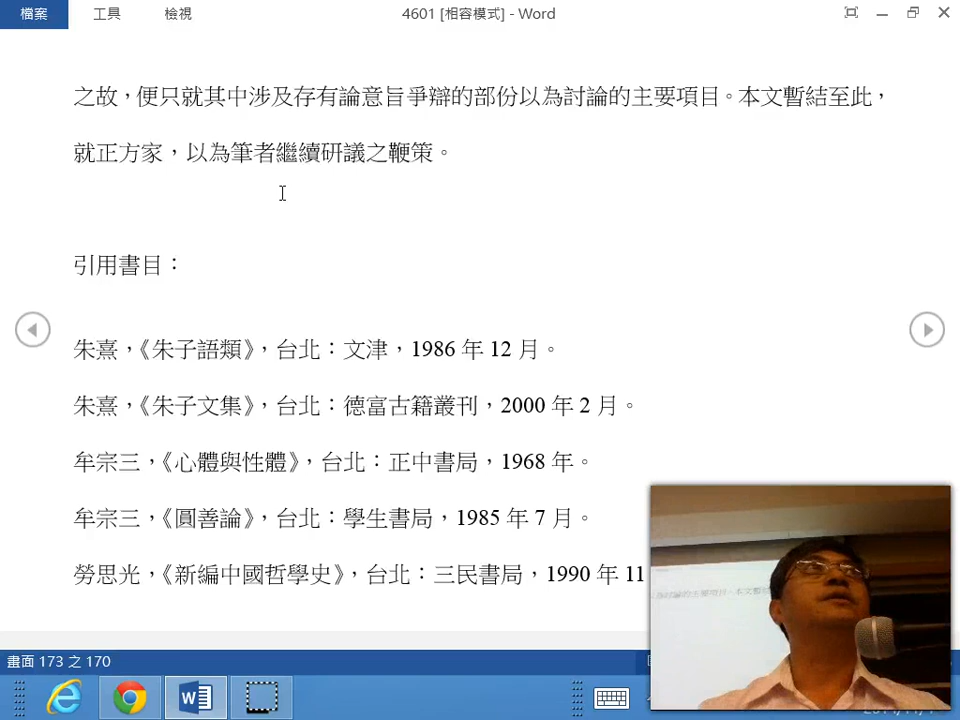 檔案 工具 檢視 4601 [相容模式] - Word
之故，便只就其中涉及存有論意旨爭辯的部份以為討論的主要項目。本文暫結至此，
就正方家，以為筆者繼續研議之鞭策。
引用書目：
朱熹，《朱子語類》，台北：文津，1986 年 12 月。
朱熹，《朱子文集》，台北：德富古籍叢刊，2000 年 2 月。
牟宗三，《心體與性體》，台北：正中書局，1968 年。
牟宗三，《圓善論》，台北：學生書局，1985 年 7 月。
勞思光，《新編中國哲學史》，台北：三民書局，1990 年 11
畫面 173 之 170